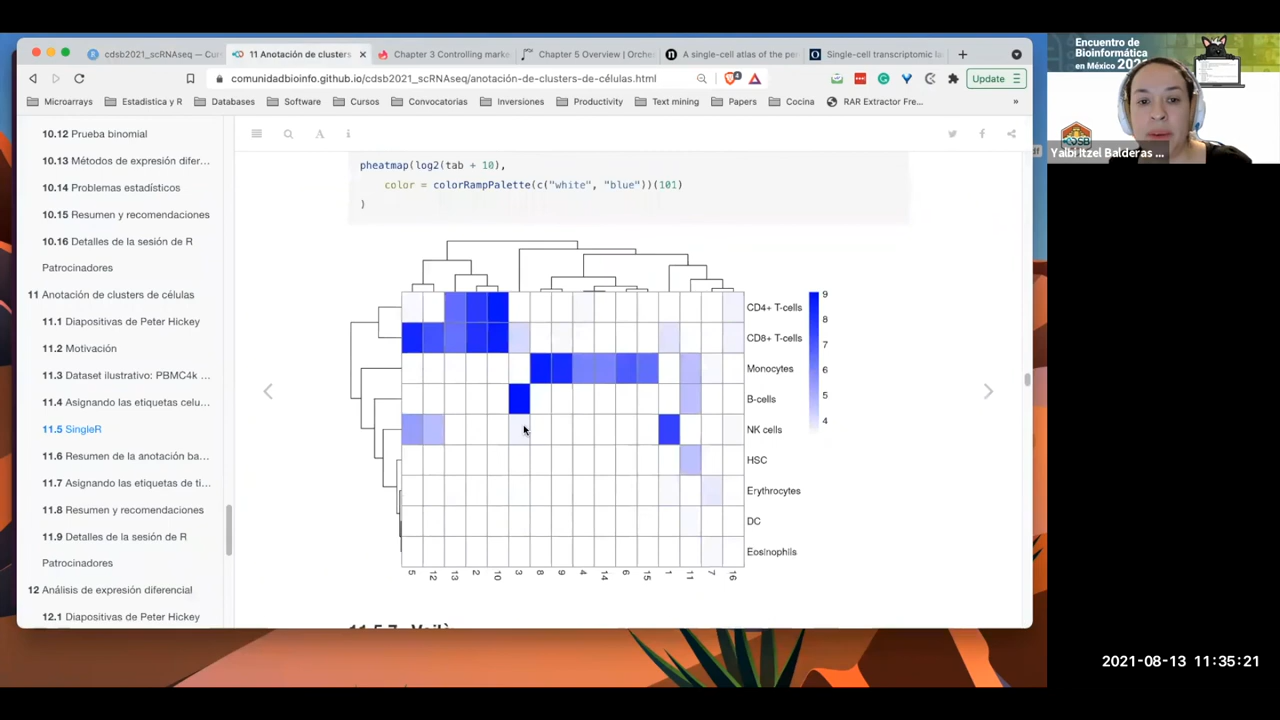 cdsb2021_scRNAseq — Cur
11 Anotación de clusters
Chapter 3 Controlling marke
Chapter 5 Overview | Orches
A single-cell atlas of the per
Single-cell transcriptomic la
comunidadbioinfo.github.io/cdsb2021_scRNAseq/anotación-de-clusters-de-células.html
Update
Microarrays
Estadística y R
Databases
Software
Cursos
Convocatorias
Inversiones
Productivity
Text mining
Papers
Cocina
RAR Extractor Fre...
»
10.12 Prueba binomial
10.13 Métodos de expresión difer...
10.14 Problemas estadísticos
10.15 Resumen y recomendaciones
10.16 Detalles de la sesión de R
Patrocinadores
11 Anotación de clusters de células
11.1 Diapositivas de Peter Hickey
11.2 Motivación
11.3 Dataset ilustrativo: PBMC4k ...
11.4 Asignando las etiquetas celu...
11.5 SingleR
11.6 Resumen de la anotación ba...
11.7 Asignando las etiquetas de ti...
11.8 Resumen y recomendaciones
11.9 Detalles de la sesión de R
Patrocinadores
12 Análisis de expresión diferencial
12.1 Diapositivas de Peter Hickey
pheatmap(log2(tab + 10),
color = colorRampPalette(c("white", "blue"))(101)
)
CD4+ T-cells
CD8+ T-cells
Monocytes
B-cells
NK cells
HSC
Erythrocytes
DC
Eosinophils
9
8
7
6
5
4
5 12 13 2 10 3 8 9 4 14 6 15 1 11 7 16
11.5.7 ¡Voilà
Encuentro de
Bioinformática
en México
Yalbi Itzel Balderas ...
2021-08-13 11:35:21